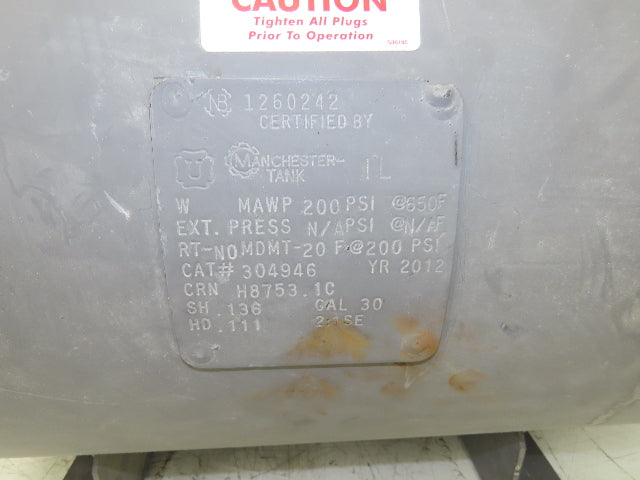 CAUTION
Tighten All Plugs
Prior To Operation
NB 1260242
CERTIFIED BY
U MANCHESTER-TANK 1L
W MAWP 200 PSI @650F
EXT. PRESS N/A PSI @N/AF
RT-NO MDMT-20 F@200 PSI
CAT# 304946 YR 2012
CRN H8753.1C
SH .136 GAL 30
HD .111 2:1SE